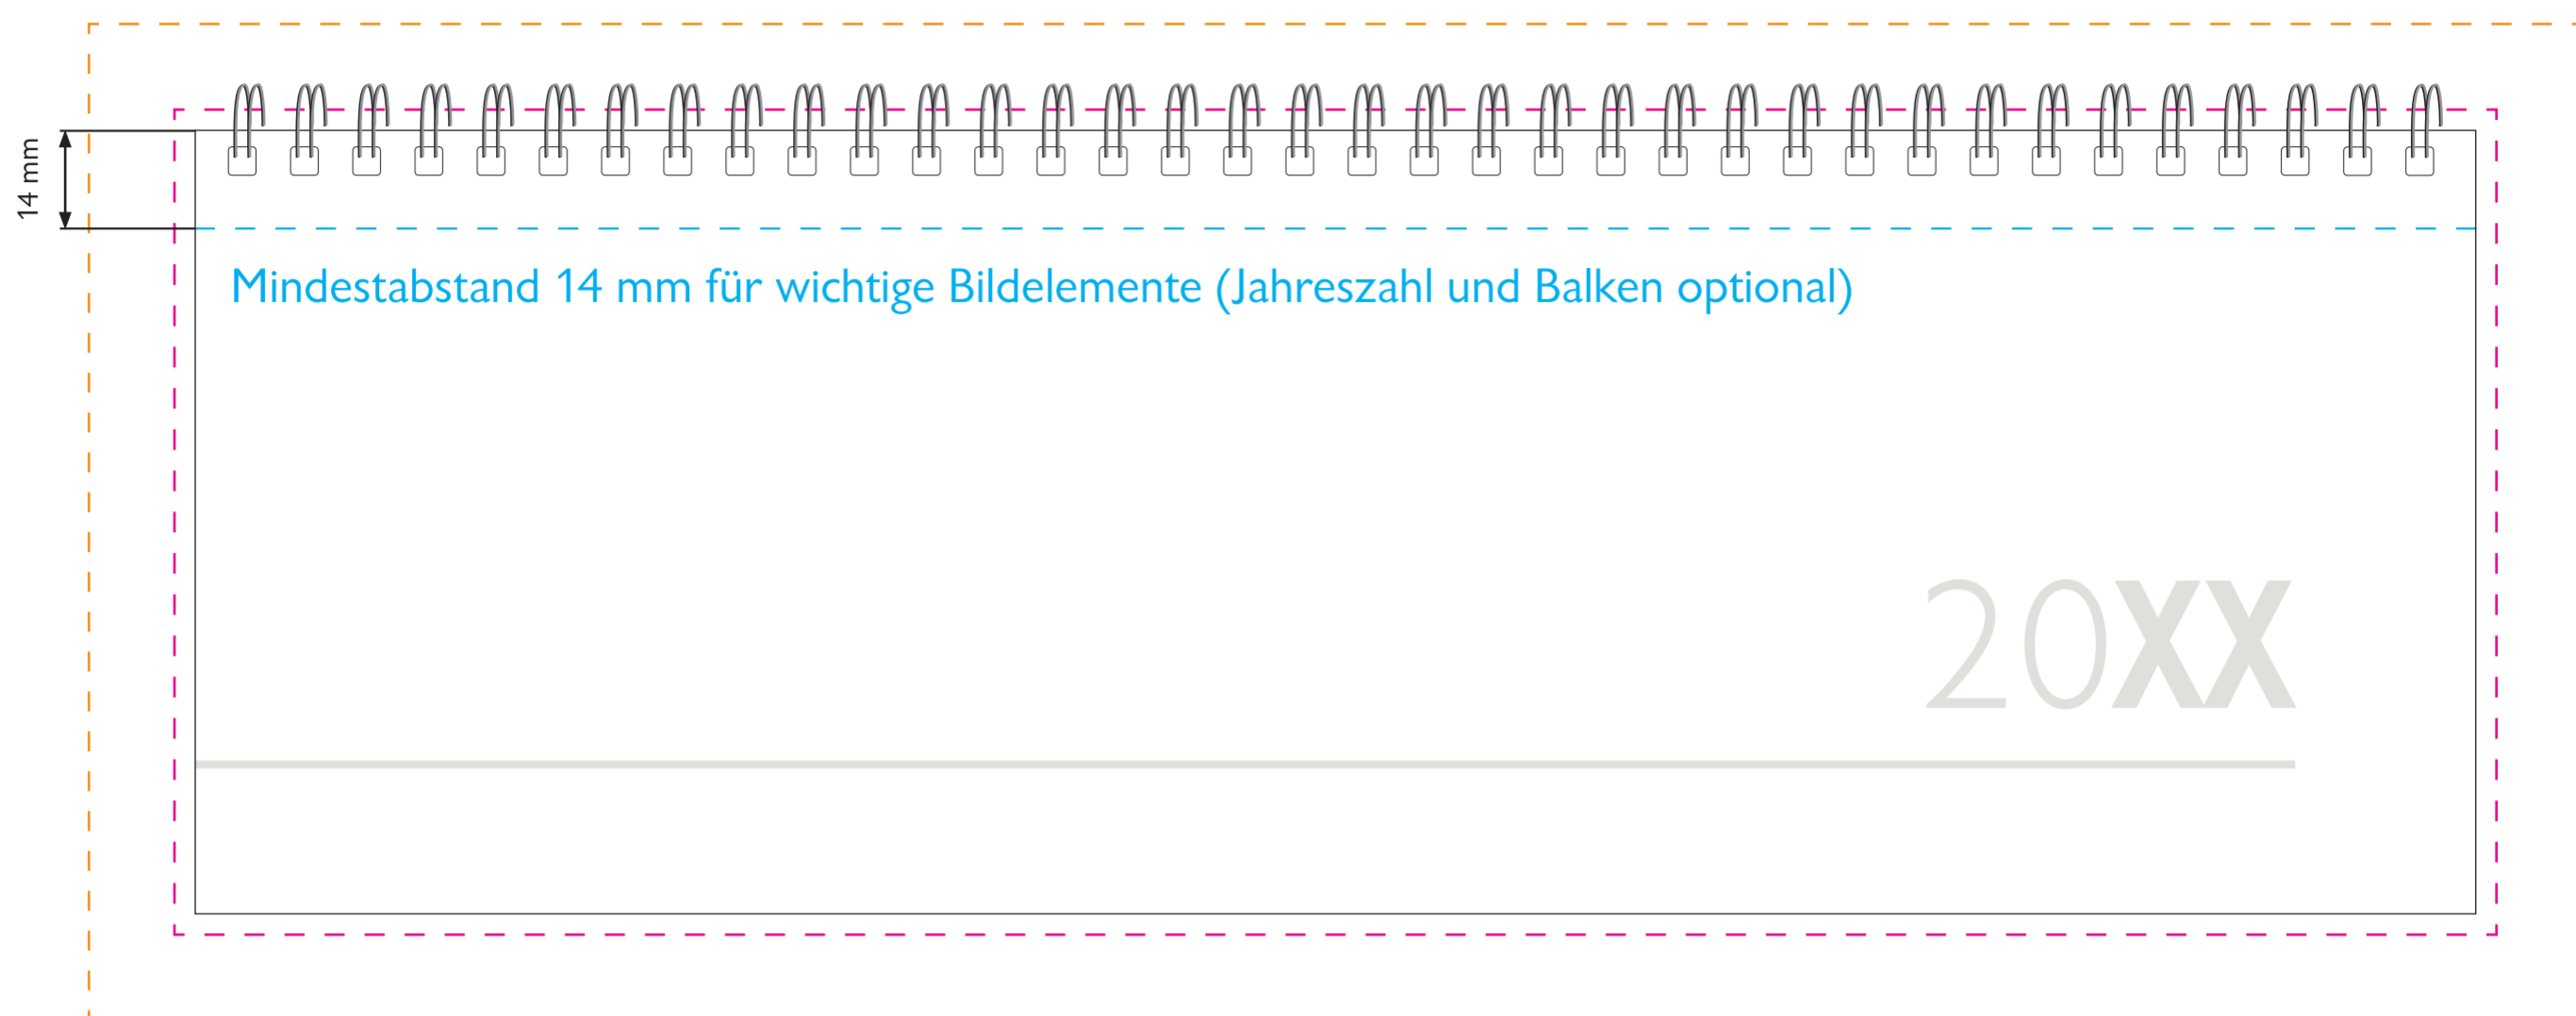 14 mm
Mindestabstand 14 mm für wichtige Bildelemente (Jahreszahl und Balken optional)
20XX